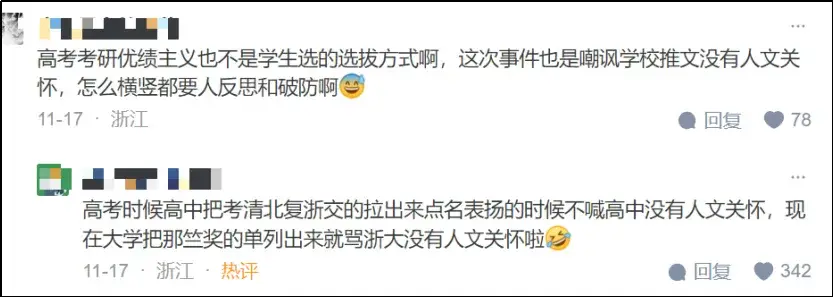 高考考研优绩主义也不是学生选的选拔方式啊，这次事件也是嘲讽学校推文没有人文关
怀，怎么横竖都要人反思和破防啊😅
11-17 · 浙江
回复 78
高考时候高中把考清北复浙交的拉出来点名表扬的时候不喊高中没有人文关怀，现
在大学把那竺奖的单列出来就骂浙大没有人文关怀啦🤣
11-17 · 浙江 热评
回复 342